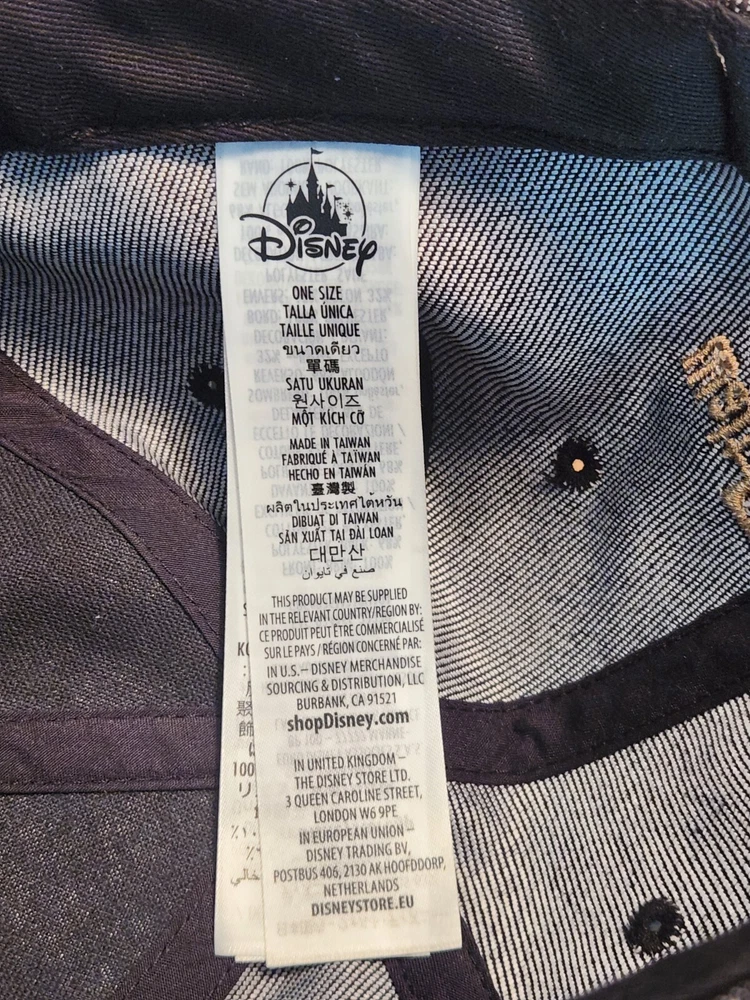 DISNEY
ONE SIZE
TALLA ÚNICA
TAILLE UNIQUE
ขนาดเดียว
單碼
SATU UKURAN
원사이즈
MỘT KÍCH CỠ
MADE IN TAIWAN
FABRIQUÉ À TAÏWAN
HECHO EN TAIWÁN
臺灣製
ผลิตในประเทศไต้หวัน
DIBUAT DI TAIWAN
SẢN XUẤT TẠI ĐÀI LOAN
대만산
صنع في تايوان
THIS PRODUCT MAY BE SUPPLIED
IN THE RELEVANT COUNTRY/REGION BY:
CE PRODUIT PEUT ÊTRE COMMERCIALISÉ
SUR LE PAYS / RÉGION CONCERNÉ PAR:
IN U.S. – DISNEY MERCHANDISE
SOURCING & DISTRIBUTION, LLC
BURBANK, CA 91521
shopDisney.com
IN UNITED KINGDOM –
THE DISNEY STORE LTD.
3 QUEEN CAROLINE STREET,
LONDON W6 9PE
IN EUROPEAN UNION –
DISNEY TRADING BV,
POSTBUS 406, 2130 AK HOOFDDORP,
NETHERLANDS
DISNEYSTORE.EU